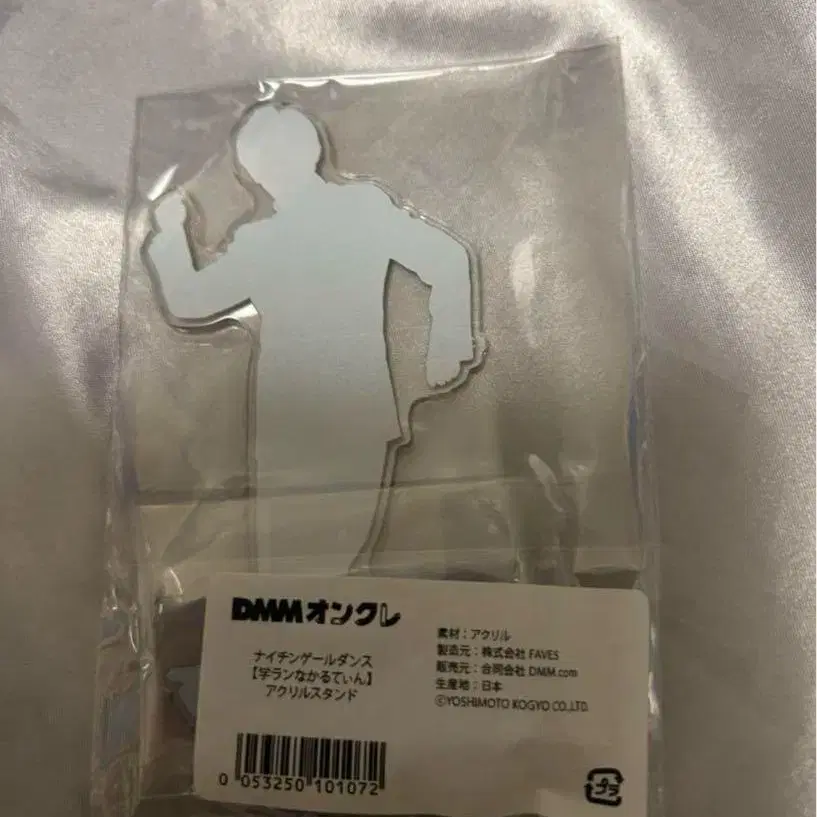 DMMオンクレ
ナイチンゲールダンス
【学ランなかるてぃん】
アクリルスタンド
0 053250 101072
素材：アクリル
製造元：株式会社 FAVES
販売元：合同会社 DMM.com
生産地：日本
©YOSHIMOTO KOGYO CO.,LTD.
プラ